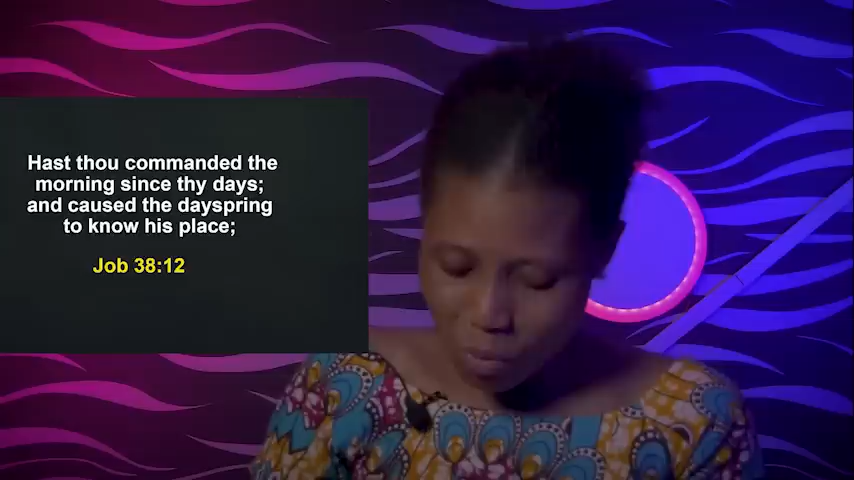 Hast thou commanded the
morning since thy days;
and caused the dayspring
to know his place;
Job 38:12